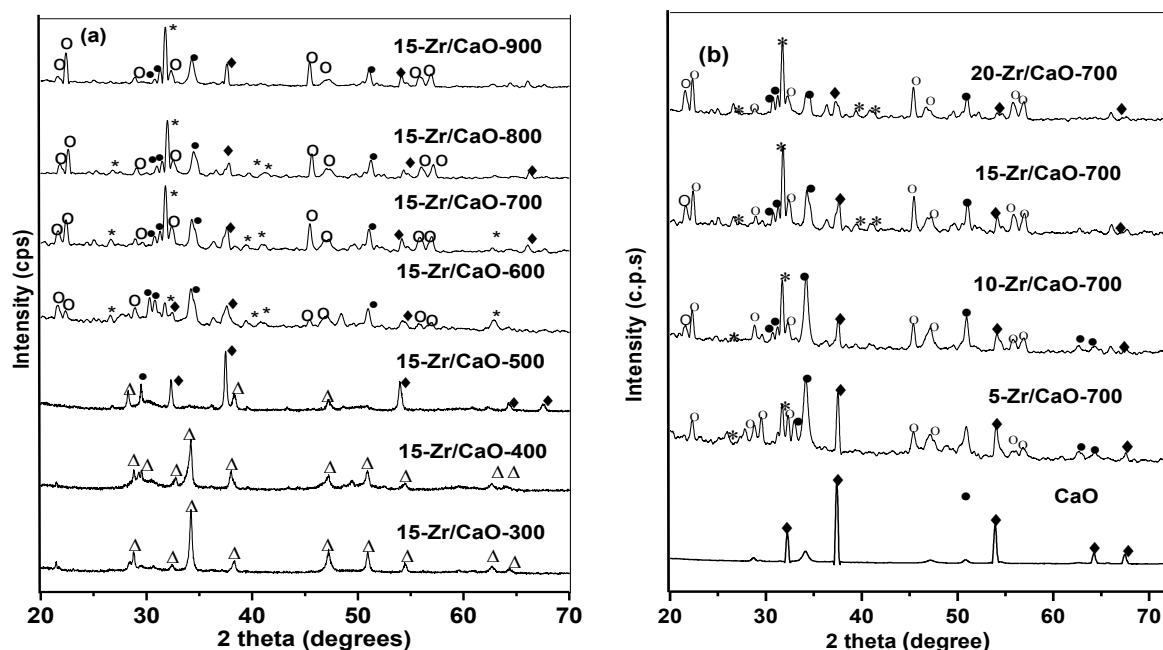 (a)
15-Zr/CaO-900
15-Zr/CaO-800
15-Zr/CaO-700
15-Zr/CaO-600
15-Zr/CaO-500
15-Zr/CaO-400
15-Zr/CaO-300
Intensity (cps)
20 30 40 50 60 70
2 theta (degrees)
(b)
20-Zr/CaO-700
15-Zr/CaO-700
10-Zr/CaO-700
5-Zr/CaO-700
CaO
Intensity (c.p.s)
20 30 40 50 60 70
2 theta (degree)